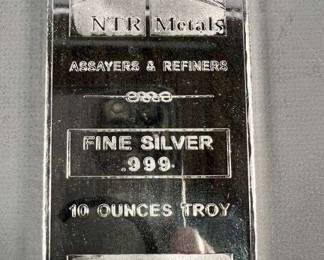 NTR Metals
ASSAYERS & REFINERS
FINE SILVER
.999
10 OUNCES TROY